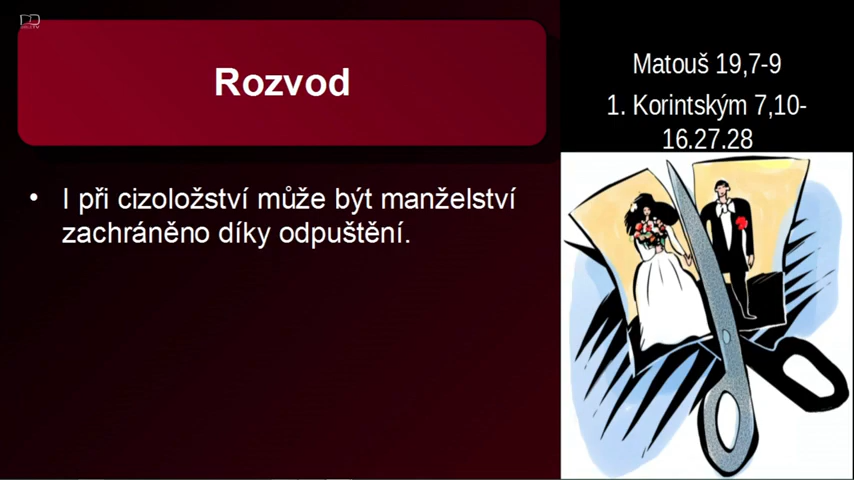 Rozvod
Matouš 19,7-9
1. Korintským 7,10-
16.27.28
• I při cizoložství může být manželství
zachráněno díky odpuštění.